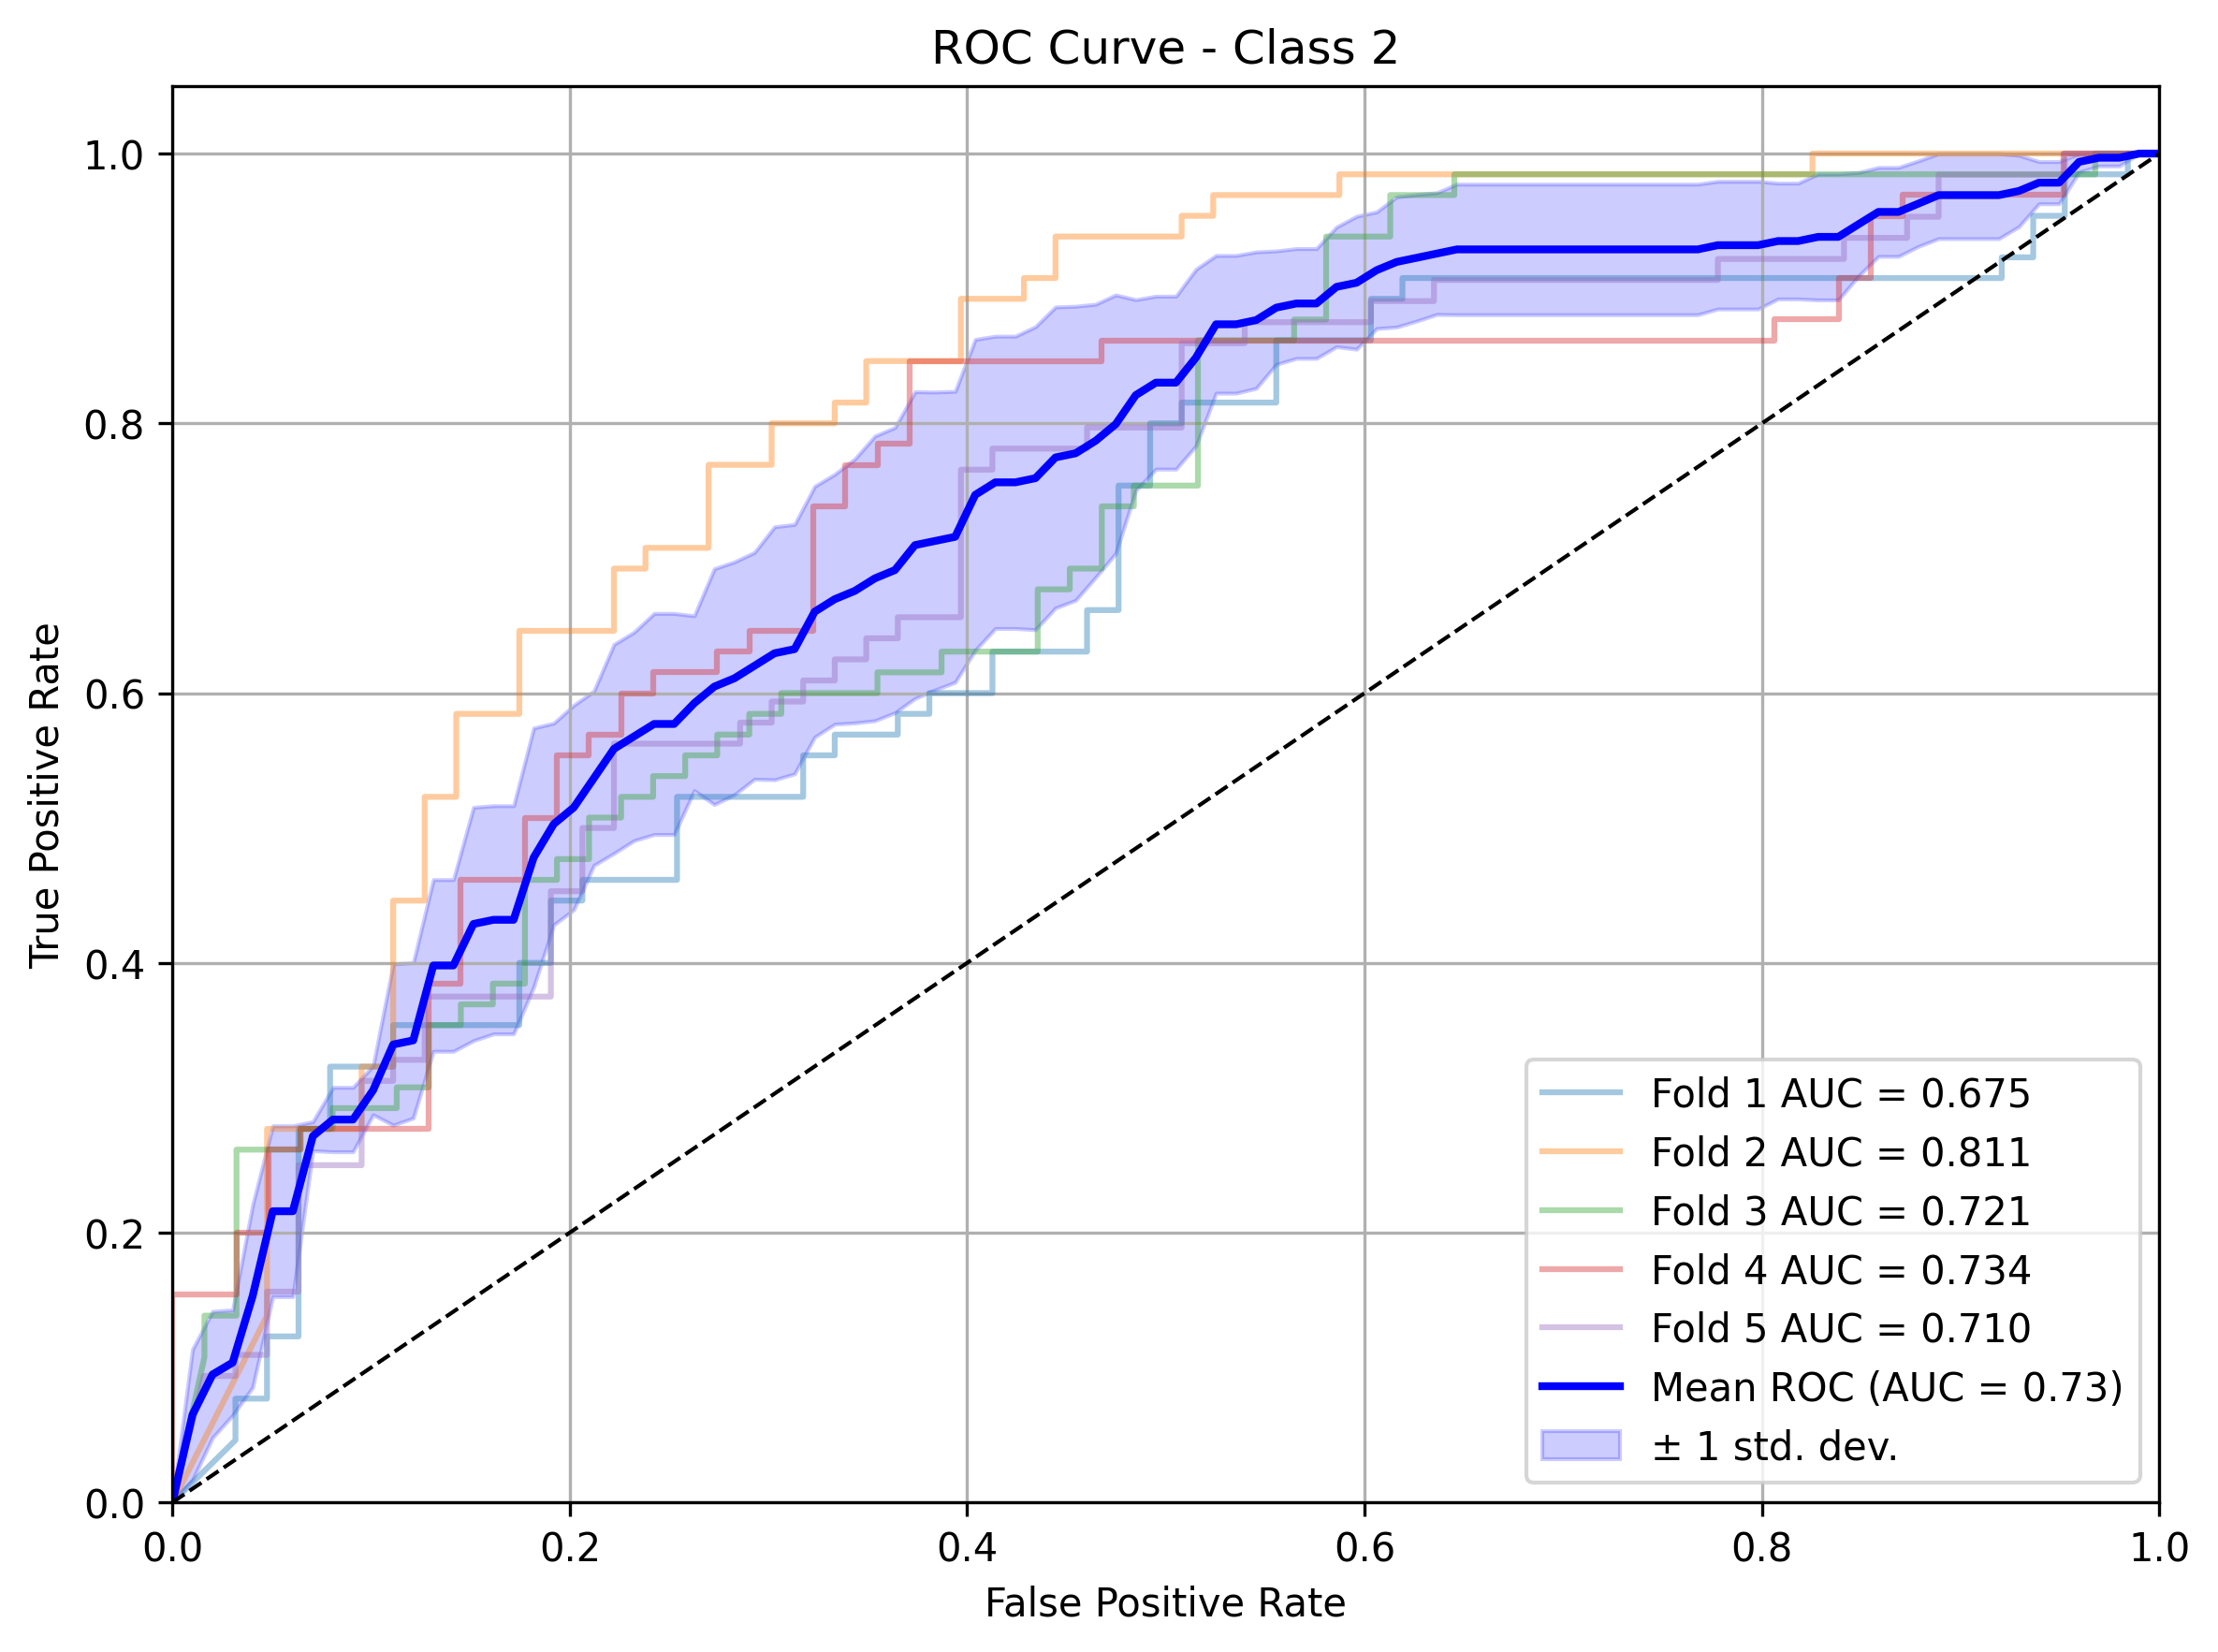 ROC Curve - Class 2
True Positive Rate
1.0
0.8
0.6
0.4
0.2
0.0
0.0 0.2 0.4 0.6 0.8 1.0
False Positive Rate
Fold 1 AUC = 0.675
Fold 2 AUC = 0.811
Fold 3 AUC = 0.721
Fold 4 AUC = 0.734
Fold 5 AUC = 0.710
Mean ROC (AUC = 0.73)
± 1 std. dev.